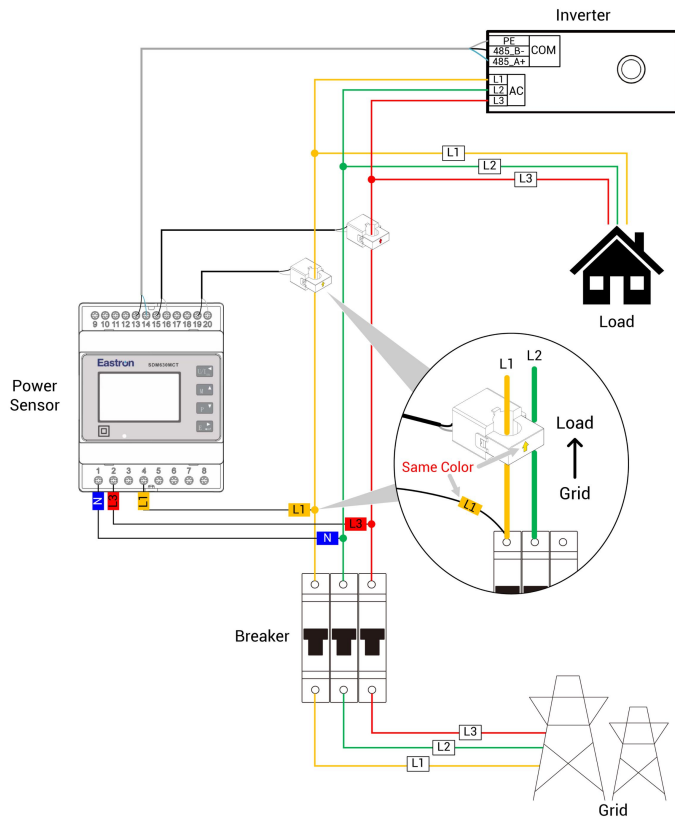 Inverter
PE
485_B-
COM
485_A+
L1
L2
AC
L3
L1
L2
L3
Load
9 10 11 12 13 14 15 16 17 18 19 20
Eastron
SDM630MCT
Power
Sensor
1 2 3 4 5 6 7 8
N
L3
L1
L1
L3
N
L1
L2
Load
Same Color
Grid
L1
Breaker
L3
L2
L1
Grid